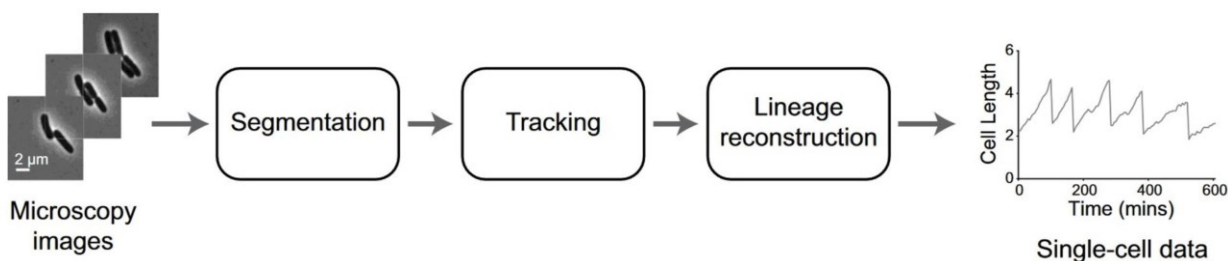 2 µm
Microscopy
images
Segmentation
Tracking
Lineage
reconstruction
Cell Length
6
4
2
0
0
200
400
600
Time (mins)
Single-cell data